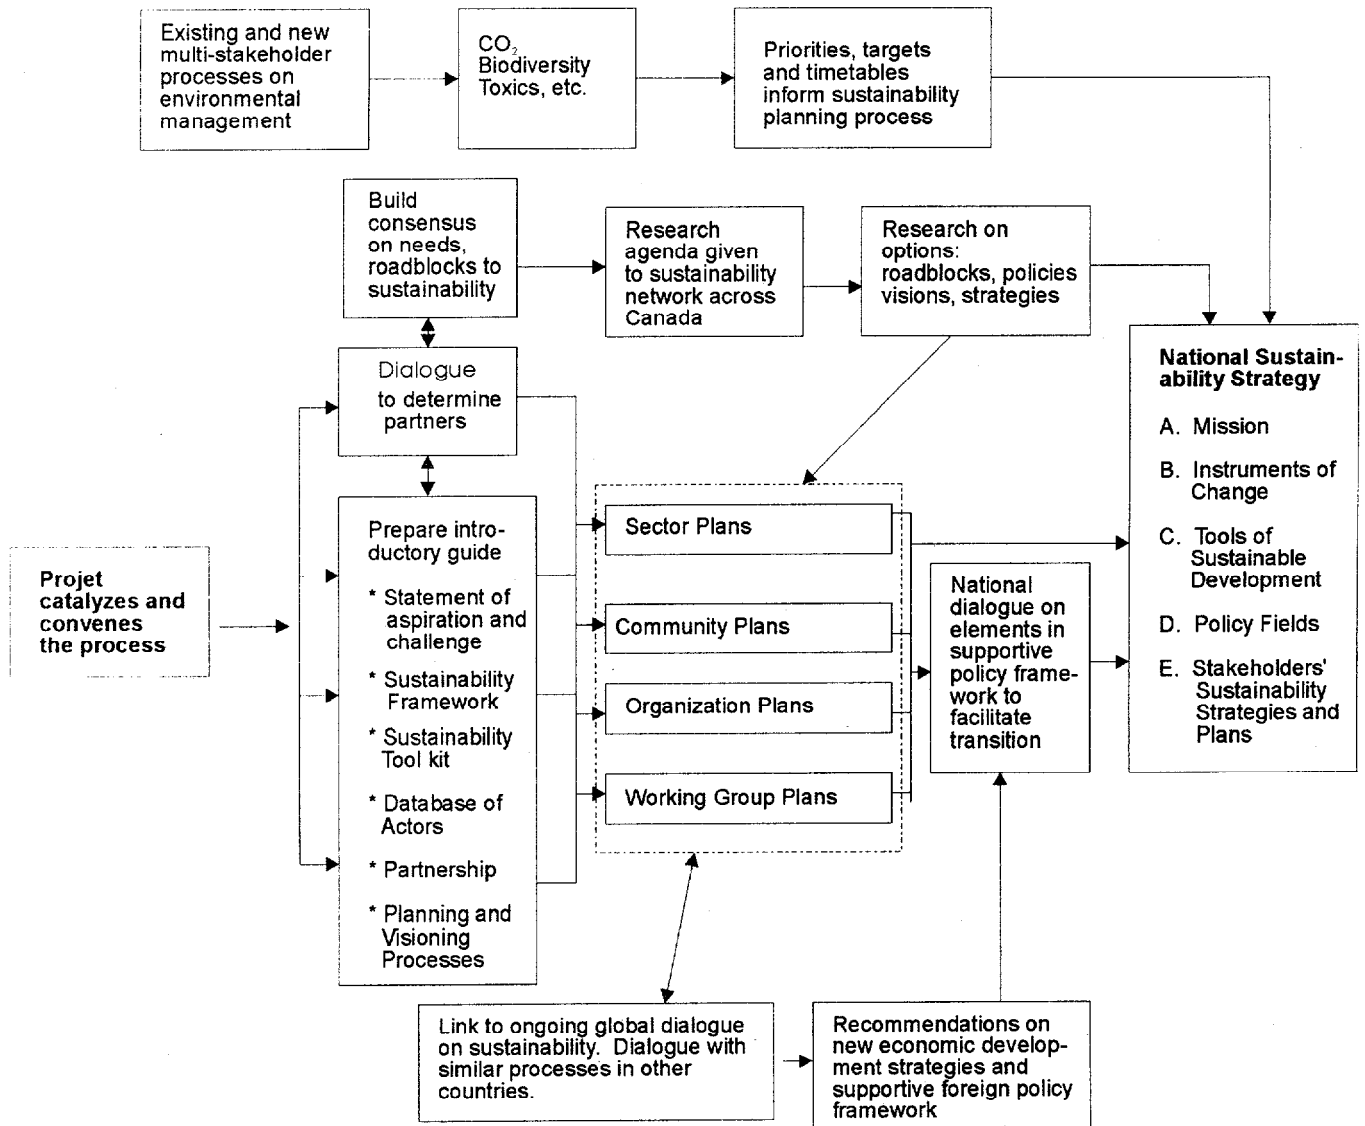 Existing and new
multi-stakeholder
processes on
environmental
management
CO₂
Biodiversity
Toxics, etc.
Priorities, targets
and timetables
inform sustainability
planning process
Build
consensus
on needs,
roadblocks to
sustainability
Research
agenda given
to sustainability
network across
Canada
Research on
options:
roadblocks, policies
visions, strategies
Dialogue
to determine
partners
Projet
catalyzes and
convenes
the process
Prepare intro-
ductory guide
* Statement of
aspiration and
challenge
* Sustainability
Framework
* Sustainability
Tool kit
* Database of
Actors
* Partnership
* Planning and
Visioning
Processes
Sector Plans
Community Plans
Organization Plans
Working Group Plans
National
dialogue on
elements in
supportive
policy frame-
work to
facilitate
transition
National Sustain-
ability Strategy
A. Mission
B. Instruments of
Change
C. Tools of
Sustainable
Development
D. Policy Fields
E. Stakeholders'
Sustainability
Strategies and
Plans
Link to ongoing global dialogue
on sustainability. Dialogue with
similar processes in other
countries.
Recommendations on
new economic develop-
ment strategies and
supportive foreign policy
framework